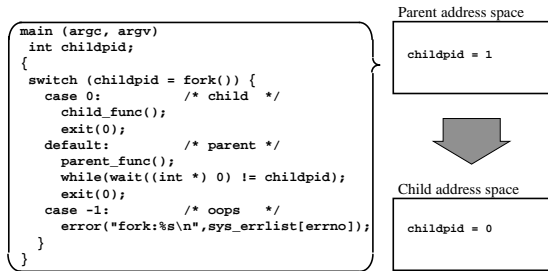 main (argc, argv)
int childpid;
{
switch (childpid = fork()) {
case 0: /* child */
child_func();
exit(0);
default: /* parent */
parent_func();
while(wait((int *) 0) != childpid);
exit(0);
case -1: /* oops */
error("fork:%s\n",sys_errlist[errno]);
}
}
Parent address space
childpid = 1
Child address space
childpid = 0